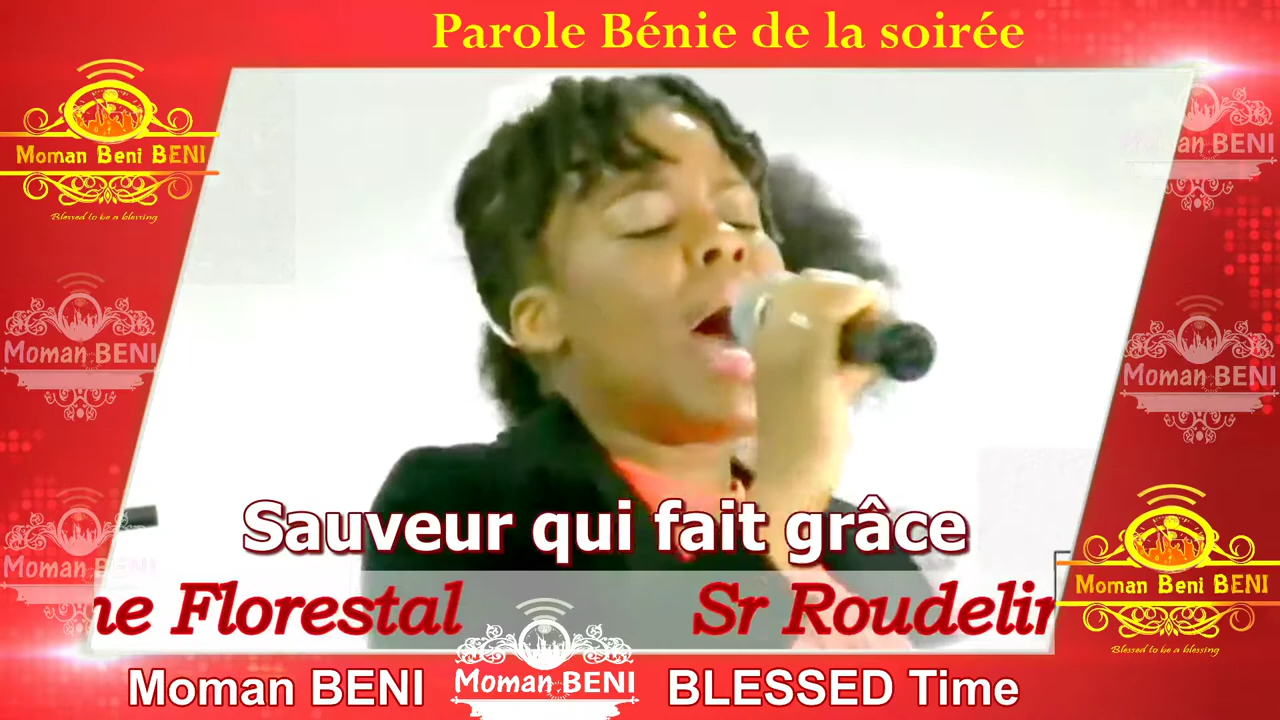 Parole Bénie de la soirée
Moman Beni BENI
Blessed to be a blessing
Moman BENI
Moman BENI
Moman BENI
Moman BENI
Sauveur qui fait grâce
ne Florestal Sr Roudelin
Moman Beni BENI
Blessed to be a blessing
Moman BENI Moman BENI BLESSED Time